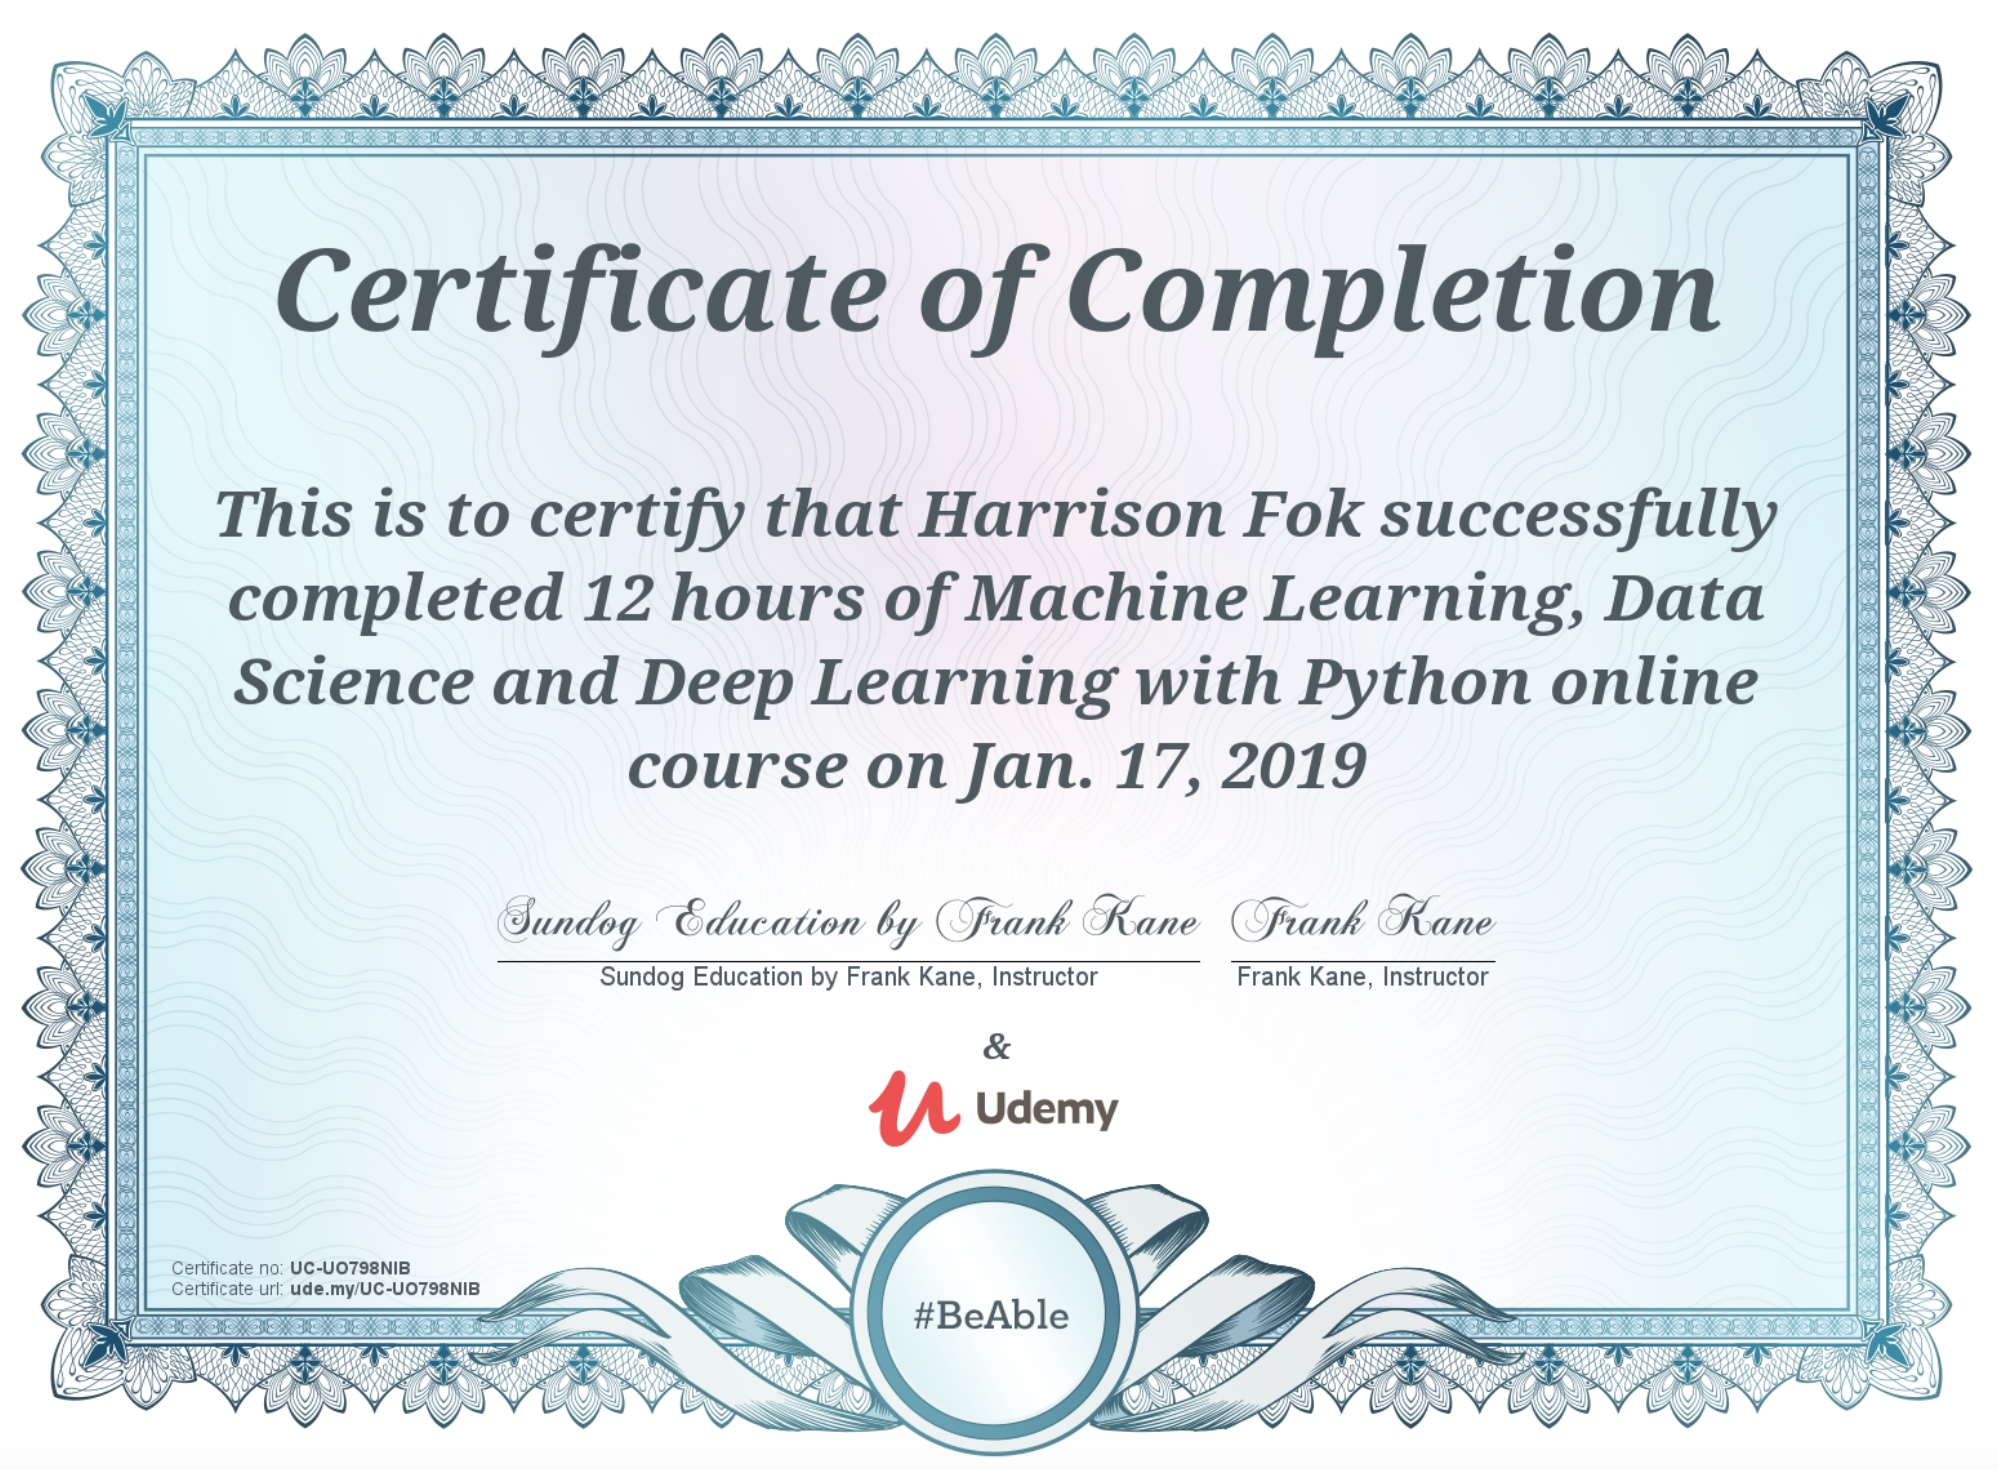 Certificate of Completion
This is to certify that Harrison Fok successfully
completed 12 hours of Machine Learning, Data
Science and Deep Learning with Python online
course on Jan. 17, 2019
Sundog Education by Frank Kane Frank Kane
Sundog Education by Frank Kane, Instructor Frank Kane, Instructor
&
Udemy
Certificate no: UC-UO798NIB
Certificate url: ude.my/UC-UO798NIB
#BeAble